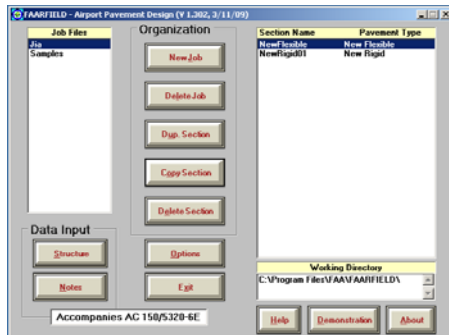 FAARFIELD - Airport Pavement Design (V 1.302, 3/11/09)
Job Files
Jia
Samples
Organization
New Job
Delete Job
Dup. Section
Copy Section
Delete Section
Data Input
Structure
Notes
Options
Exit
Accompanies AC 150/5320-6E
Section Name Pavement Type
NewFlexible New Flexible
NewRigid01 New Rigid
Working Directory
C:\Program Files\FAA\FAARFIELD\
Help
Demonstration
About